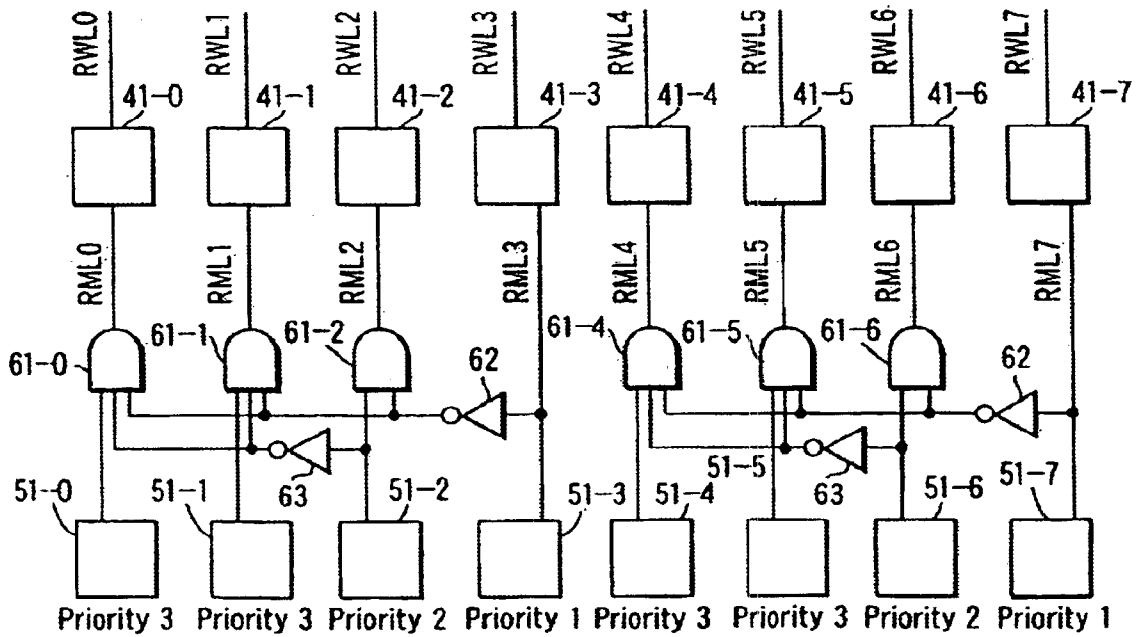 RWL0 RWL1 RWL2 RWL3 RWL4 RWL5 RWL6 RWL7
41-0 41-1 41-2 41-3 41-4 41-5 41-6 41-7
RML0 RML1 RML2 RML3 RML4 RML5 RML6 RML7
61-0 61-1 61-2 62 61-4 61-5 61-6 62
63 63
51-0 51-1 51-2 51-3 51-4 51-5 51-6 51-7
Priority 3 Priority 3 Priority 2 Priority 1 Priority 3 Priority 3 Priority 2 Priority 1